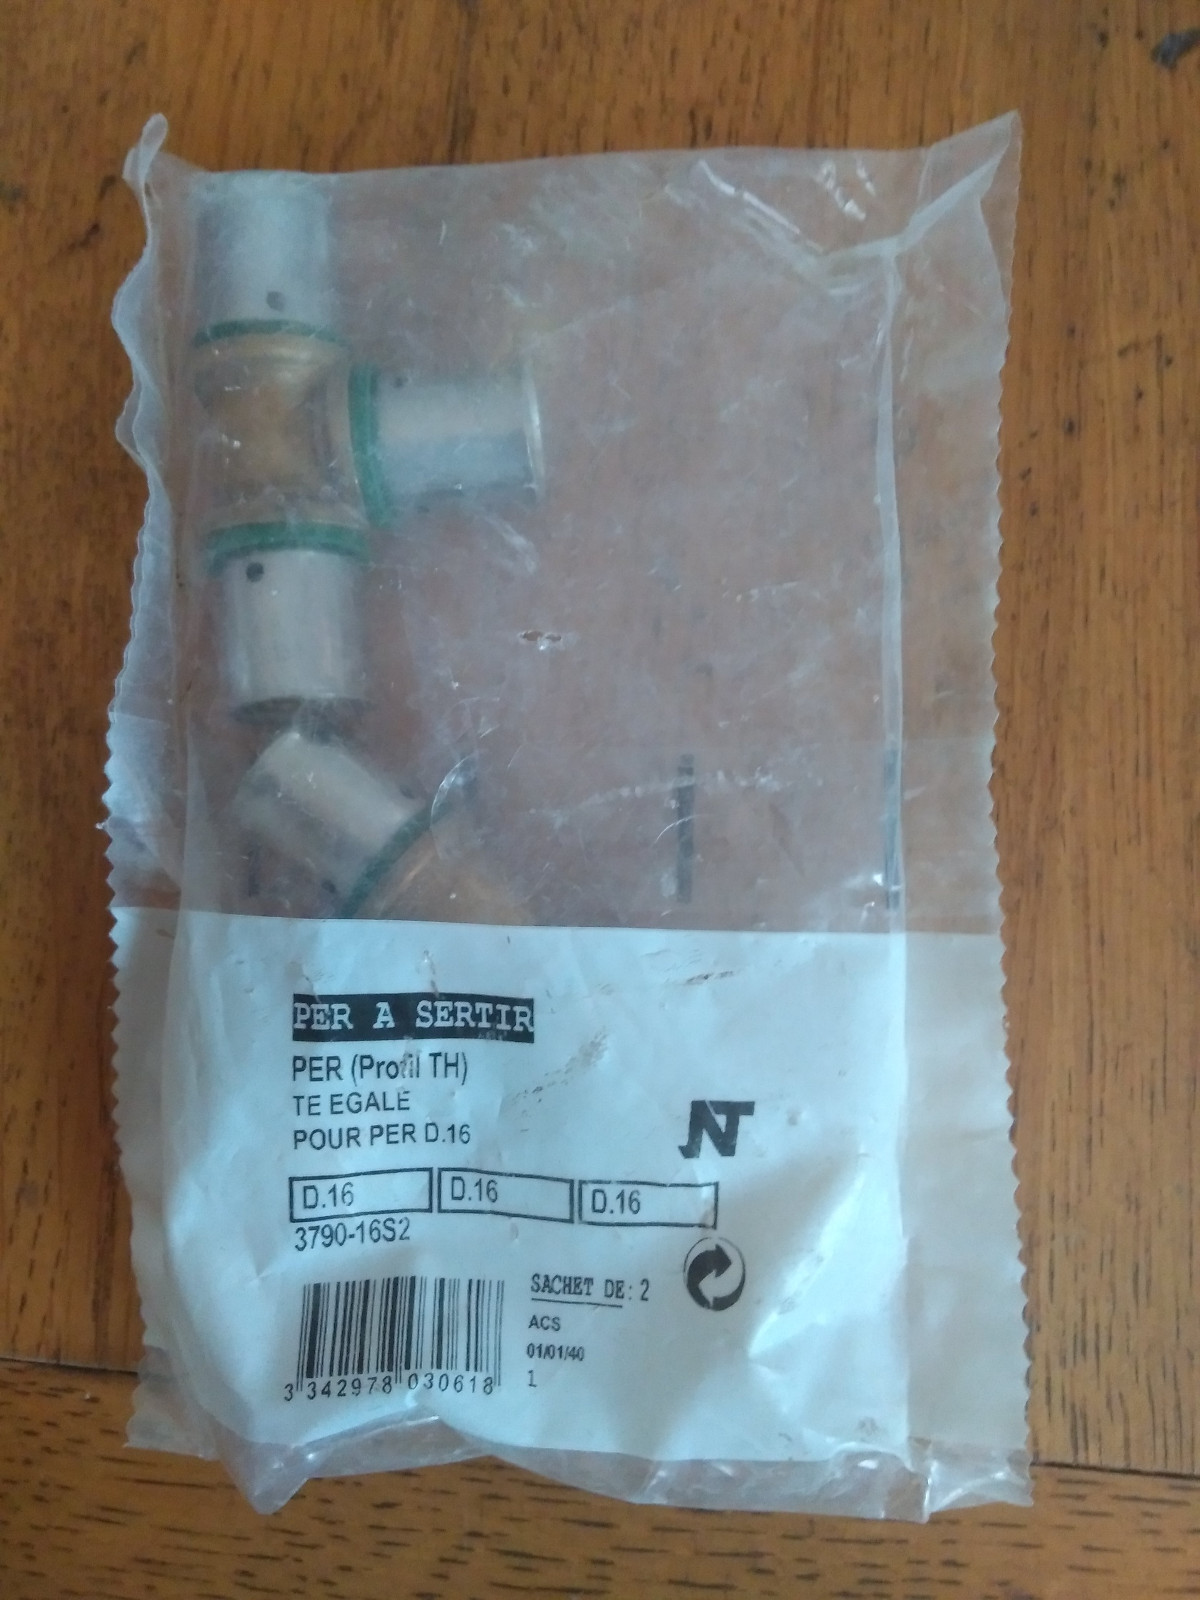 PER A SERTIR
PER (Profil TH)
TE EGALE
POUR PER D.16
NT
D.16 D.16 D.16
3790-16S2
SACHET DE: 2
ACS
01/01/40
1
3 342978 030618